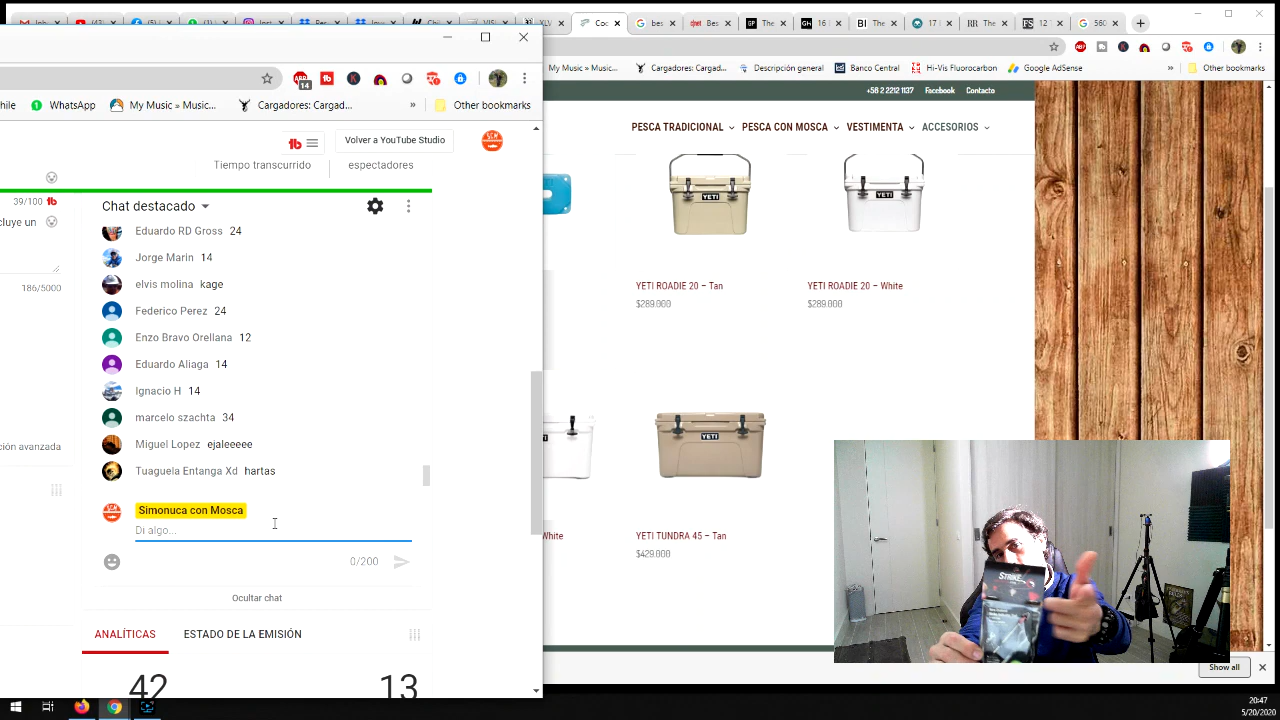 hile
WhatsApp
My Music » Music...
Cargadores: Cargad...
»
Other bookmarks
14
Volver a YouTube Studio
Tiempo transcurrido
espectadores
39/100
cluye un
186/5000
ción avanzada
Chat destacado
Eduardo RD Gross 24
Jorge Marin 14
elvis molina kage
Federico Perez 24
Enzo Bravo Orellana 12
Eduardo Aliaga 14
Ignacio H 14
marcelo szachta 34
Miguel Lopez ejaleeeee
Tuaguela Entanga Xd hartas
Simonuca con Mosca
Di algo...
0/200
Ocultar chat
ANALÍTICAS
ESTADO DE LA EMISIÓN
42
13
My Music » Music...
Cargadores: Cargad...
Descripción general
Banco Central
Hi-Vis Fluorocarbon
Google AdSense
»
Other bookmarks
+56 2 2212 1137
Facebook
Contacto
PESCA TRADICIONAL
PESCA CON MOSCA
VESTIMENTA
ACCESORIOS
YETI
YETI
YETI ROADIE 20 – Tan
$289.000
YETI ROADIE 20 – White
$289.000
YETI
White
YETI TUNDRA 45 – Tan
$429.000
STRIKE
Show all
20:47
5/20/2020